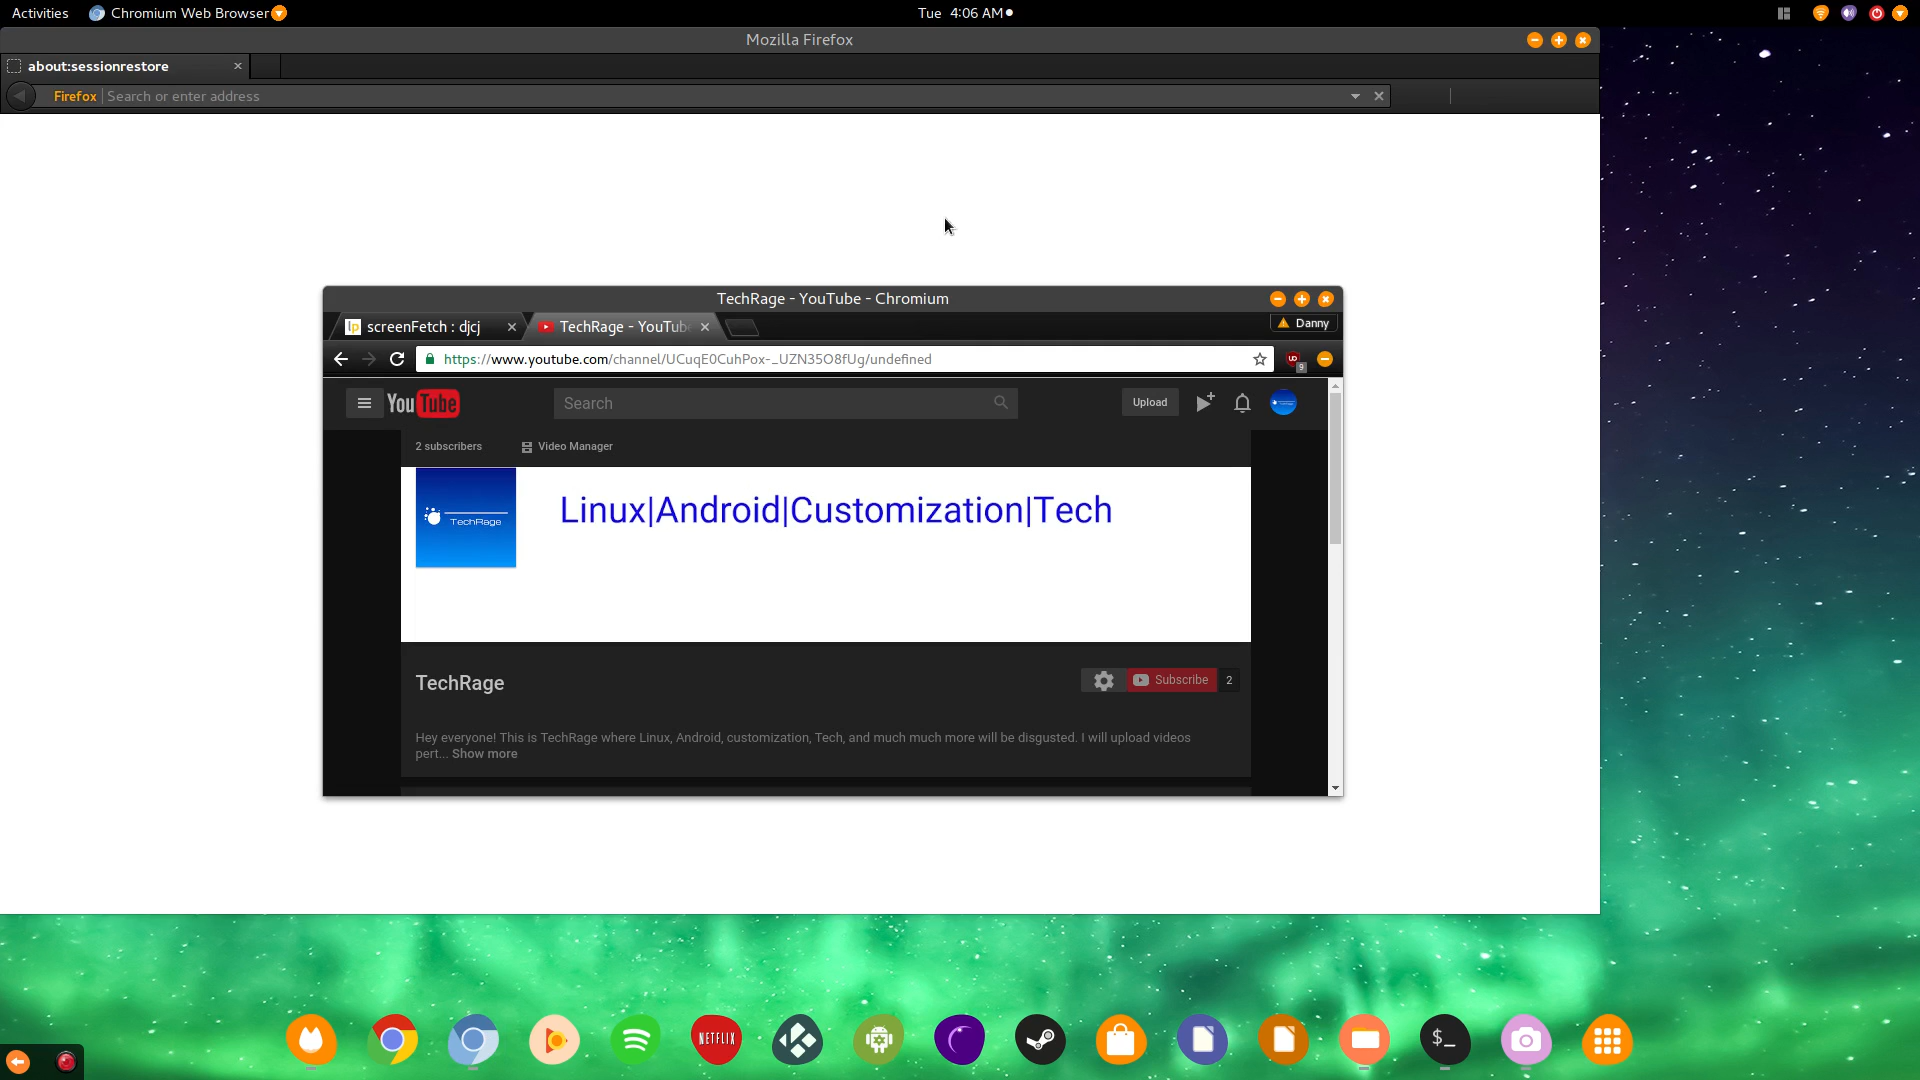 Activities Chromium Web Browser Tue 4:06 AM
Mozilla Firefox
about:sessionrestore
Firefox Search or enter address
TechRage - YouTube - Chromium
screenFetch : djcj TechRage - YouTub Danny
https://www.youtube.com/channel/UCuqE0CuhPox-_UZN35O8fUg/undefined
9
YouTube Search Upload
2 subscribers Video Manager
TechRage
Linux|Android|Customization|Tech
TechRage
Subscribe 2
Hey everyone! This is TechRage where Linux, Android, customization, Tech, and much much more will be disgusted. I will upload videos
pert... Show more
NETFLIX
$_